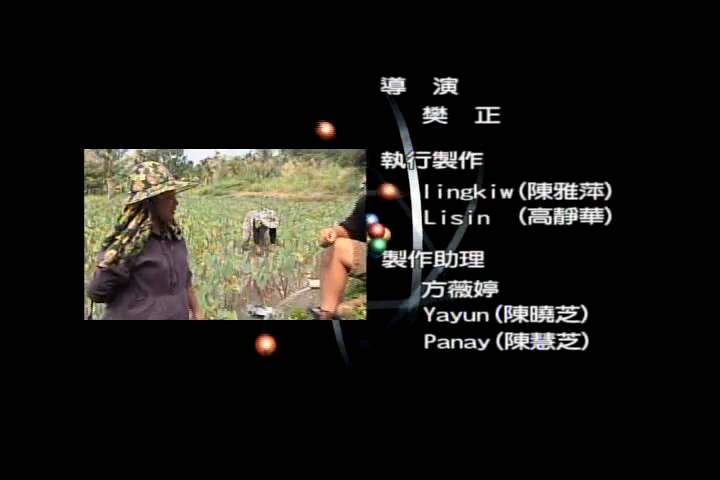 導 演
樊 正
執行製作
lingkiw(陳雅萍)
Lisin (高靜華)
製作助理
方薇婷
Yayun(陳曉芝)
Panay(陳慧芝)